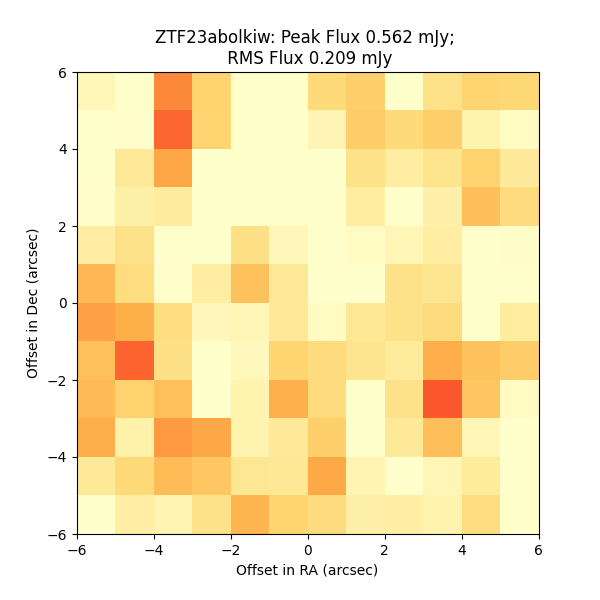 ZTF23abolkiw: Peak Flux 0.562 mJy;
RMS Flux 0.209 mJy
6
4
2
0
−2
−4
−6
Offset in Dec (arcsec)
−6 −4 −2 0 2 4 6
Offset in RA (arcsec)